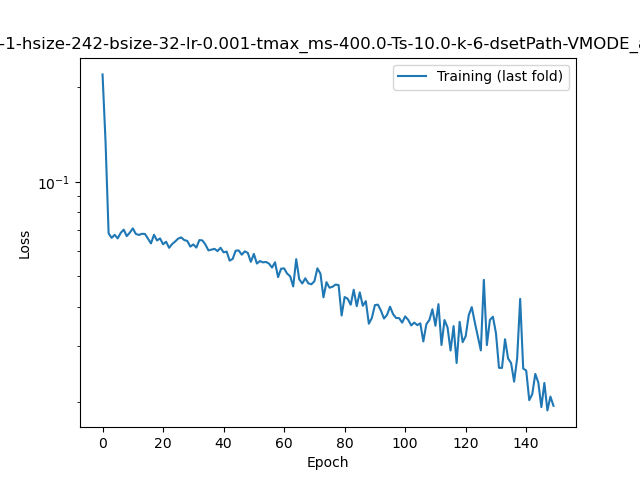 -1-hsize-242-bsize-32-lr-0.001-tmax_ms-400.0-Ts-10.0-k-6-dsetPath-VMODE_a
Training (last fold)
10⁻¹
Loss
0 20 40 60 80 100 120 140
Epoch